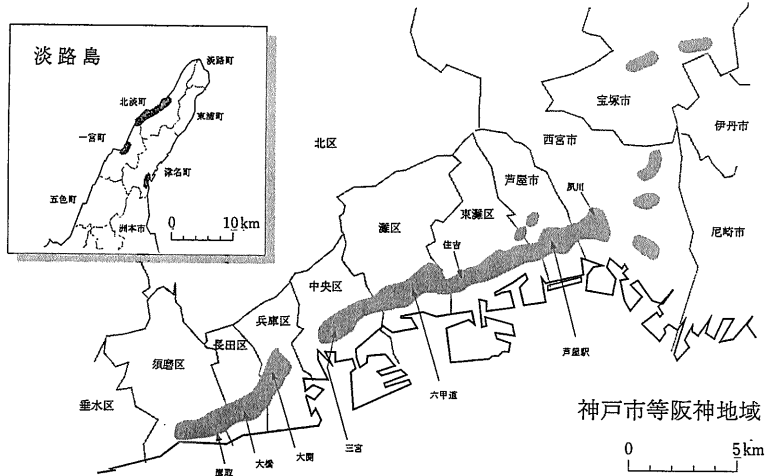 淡路島
淡路町
北淡町
東浦町
一宮町
津名町
五色町
洲本市
0 10km
宝塚市
伊丹市
北区
西宮市
芦屋市
夙川
東灘区
灘区
住吉
尼崎市
中央区
兵庫区
長田区
須磨区
垂水区
芦屋駅
六甲道
三宮
大開
大橋
鷹取
神戸市等阪神地域
0 5km